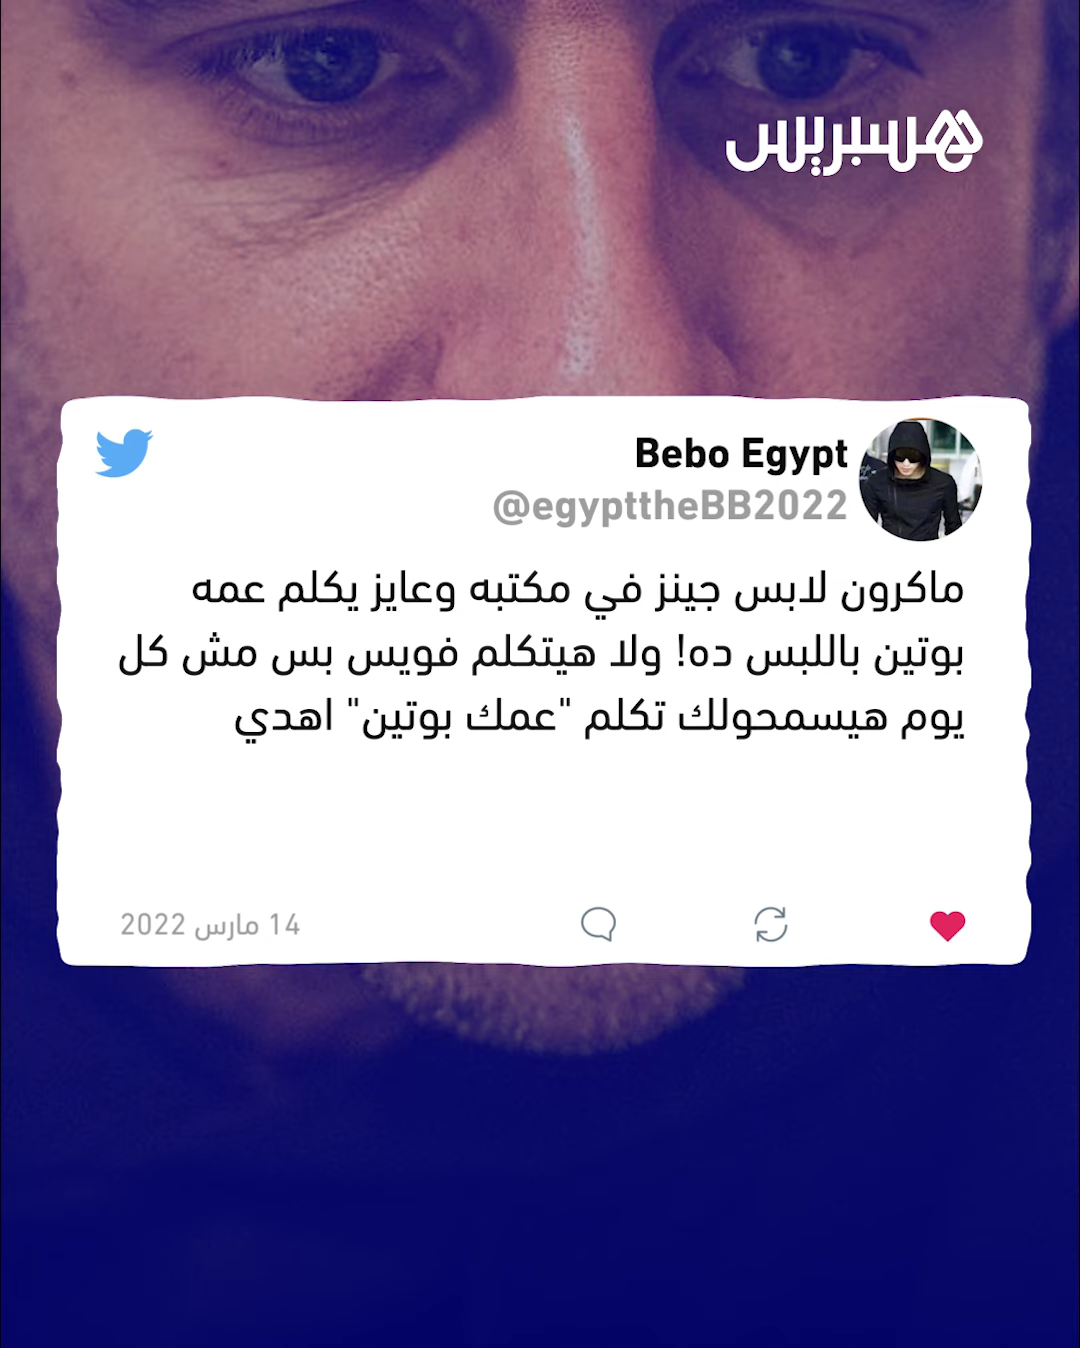 هسبريس
Bebo Egypt
@egypttheBB2022
ماكرون لابس جينز في مكتبه وعايز يكلم عمه
بوتين باللبس ده! ولا هيتكلم فويس بس مش كل
يوم هيسمحولك تكلم "عمك بوتين" اهدي
14 مارس 2022